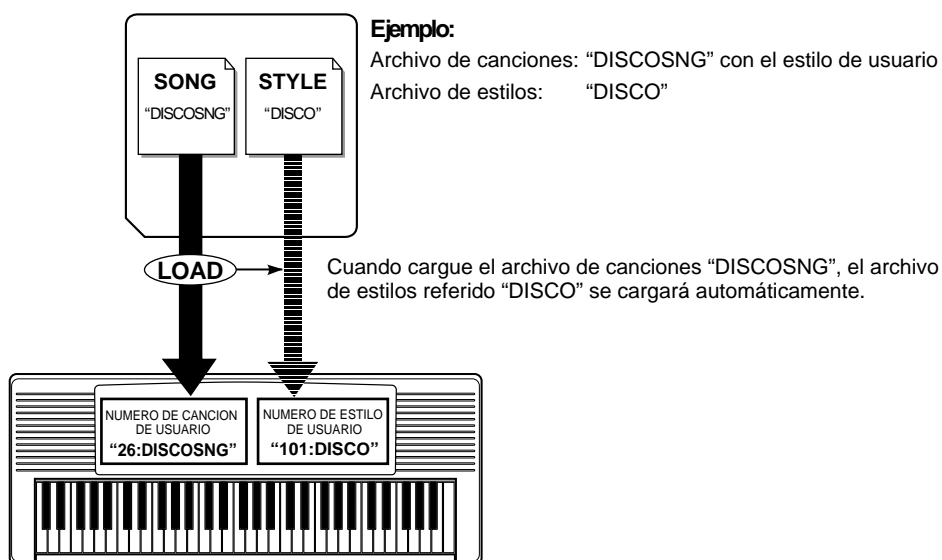 Ejemplo:
Archivo de canciones: “DISCOSNG” con el estilo de usuario
Archivo de estilos: “DISCO”
SONG
“DISCOSNG”
STYLE
“DISCO”
LOAD
Cuando cargue el archivo de canciones “DISCOSNG”, el archivo
de estilos referido “DISCO” se cargará automáticamente.
NUMERO DE CANCION
DE USUARIO
“26:DISCOSNG”
NUMERO DE ESTILO
DE USUARIO
“101:DISCO”